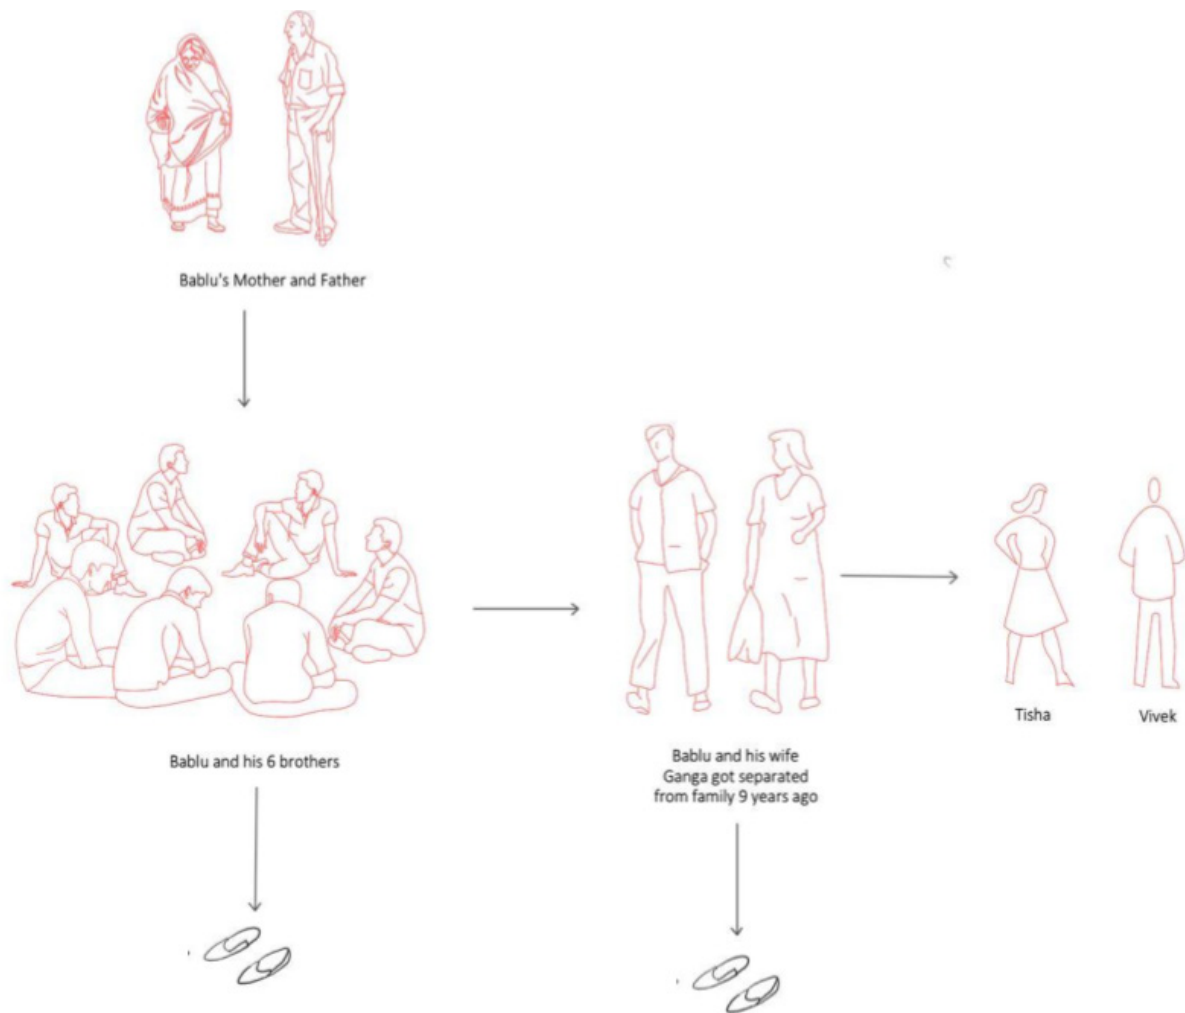 Bablu's Mother and Father
Bablu and his 6 brothers
Bablu and his wife
Ganga got separated
from family 9 years ago
Tisha
Vivek